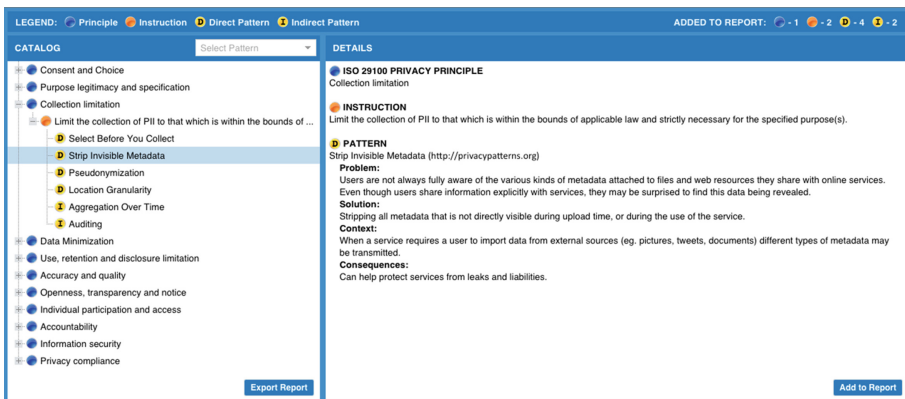 LEGEND: Principle Instruction D Direct Pattern I Indirect Pattern ADDED TO REPORT: - 1 - 2 D - 4 I - 2
CATALOG Select Pattern
Consent and Choice
Purpose legitimacy and specification
Collection limitation
Limit the collection of PII to that which is within the bounds of ...
D Select Before You Collect
D Strip Invisible Metadata
D Pseudonymization
D Location Granularity
I Aggregation Over Time
I Auditing
Data Minimization
Use, retention and disclosure limitation
Accuracy and quality
Openness, transparency and notice
Individual participation and access
Accountability
Information security
Privacy compliance
Export Report
DETAILS
ISO 29100 PRIVACY PRINCIPLE
Collection limitation
INSTRUCTION
Limit the collection of PII to that which is within the bounds of applicable law and strictly necessary for the specified purpose(s).
D PATTERN
Strip Invisible Metadata (http://privacypatterns.org)
Problem:
Users are not always fully aware of the various kinds of metadata attached to files and web resources they share with online services.
Even though users share information explicitly with services, they may be surprised to find this data being revealed.
Solution:
Stripping all metadata that is not directly visible during upload time, or during the use of the service.
Context:
When a service requires a user to import data from external sources (eg. pictures, tweets, documents) different types of metadata may
be transmitted.
Consequences:
Can help protect services from leaks and liabilities.
Add to Report